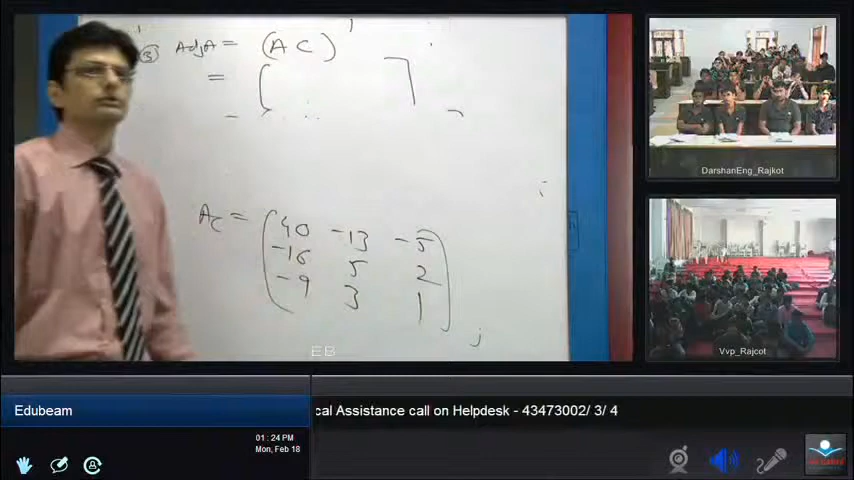 ③ AdjA = (AC)'
= [ ]
A_C = ( 40 -13 -5
-16 5 2
-9 3 1 )
;
EB
DarshanEng_Rajkot
Vvp_Rajcot
Edubeam
cal Assistance call on Helpdesk - 43473002/ 3/ 4
01 : 24 PM
Mon, Feb 18